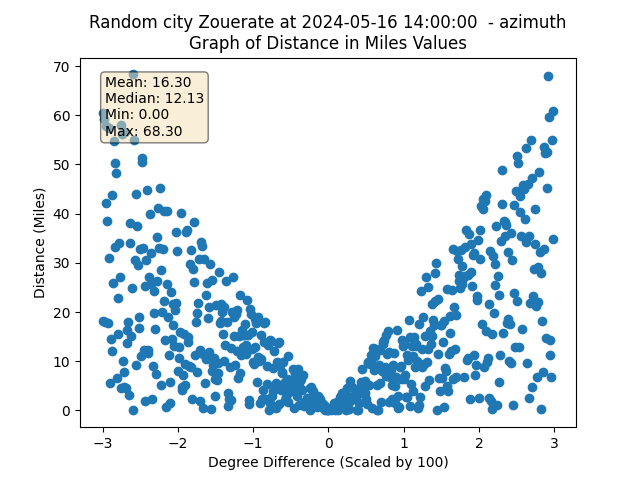 Random city Zouerate at 2024-05-16 14:00:00  - azimuth
Graph of Distance in Miles Values
Mean: 16.30
Median: 12.13
Min: 0.00
Max: 68.30
Distance (Miles)
70
60
50
40
30
20
10
0
−3 −2 −1 0 1 2 3
Degree Difference (Scaled by 100)